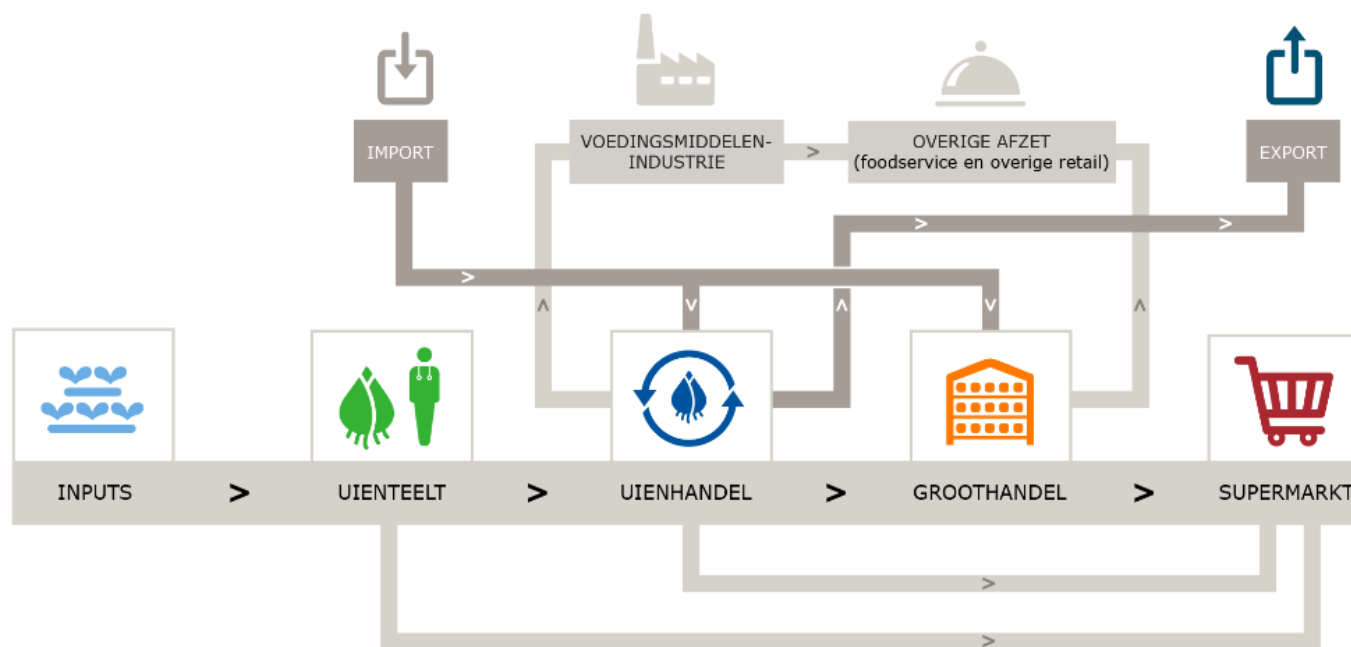 IMPORT
VOEDINGSMIDDELEN-
INDUSTRIE
>
OVERIGE AFZET
(foodservice en overige retail)
EXPORT
INPUTS > UIENTEELT > UIENHANDEL > GROOTHANDEL > SUPERMARKT